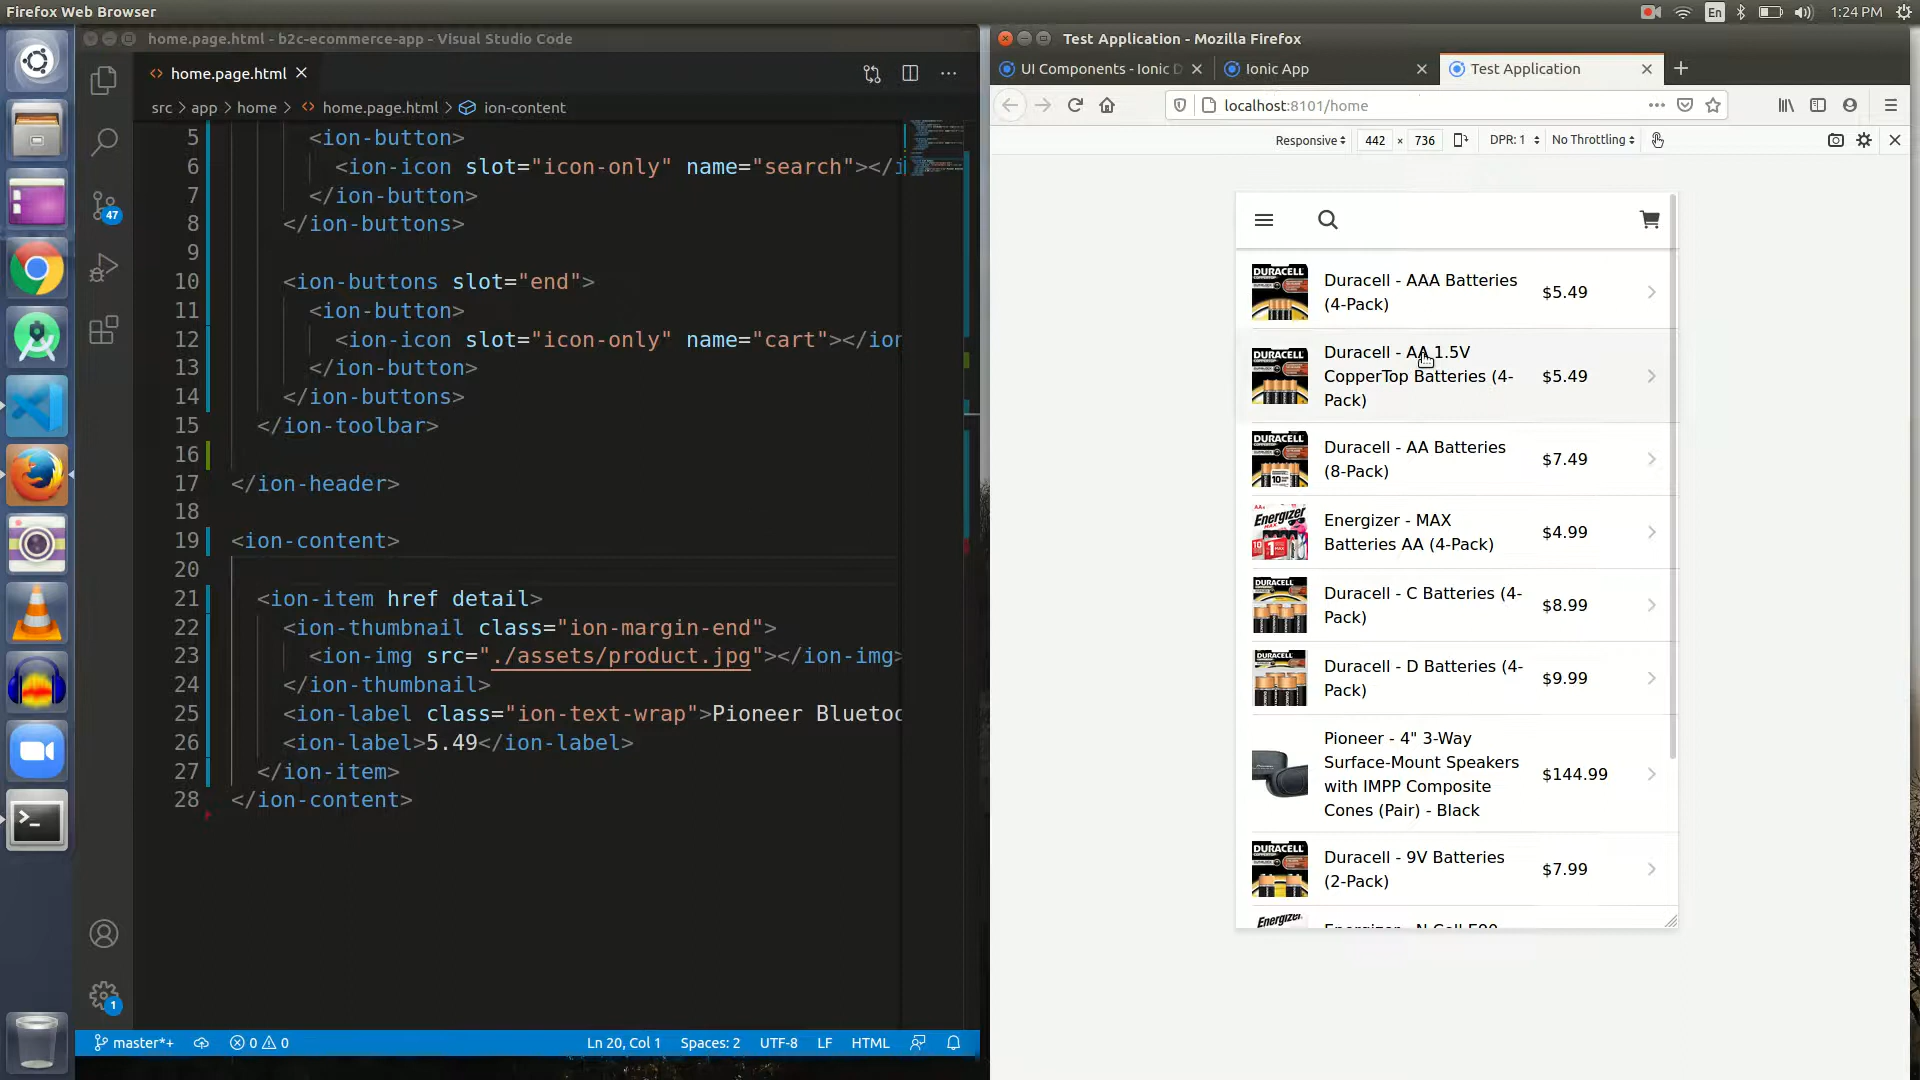 Firefox Web Browser
En
1:24 PM
home.page.html - b2c-ecommerce-app - Visual Studio Code
home.page.html
src > app > home > <> home.page.html > ion-content
5 <ion-button>
6 <ion-icon slot="icon-only" name="search"></i
7 </ion-button>
8 </ion-buttons>
9
10 <ion-buttons slot="end">
11 <ion-button>
12 <ion-icon slot="icon-only" name="cart"></ior
13 </ion-button>
14 </ion-buttons>
15 </ion-toolbar>
16
17 </ion-header>
18
19 <ion-content>
20
21 <ion-item href detail>
22 <ion-thumbnail class="ion-margin-end">
23 <ion-img src="./assets/product.jpg"></ion-img>
24 </ion-thumbnail>
25 <ion-label class="ion-text-wrap">Pioneer Bluetoo
26 <ion-label>5.49</ion-label>
27 </ion-item>
28 </ion-content>
47
1
master*+
0 0
Ln 20, Col 1
Spaces: 2
UTF-8
LF
HTML
Test Application - Mozilla Firefox
UI Components - Ionic D
Ionic App
Test Application
localhost:8101/home
Responsive
442 × 736
DPR: 1
No Throttling
Duracell - AAA Batteries
(4-Pack)
$5.49
Duracell - AA 1.5V
CopperTop Batteries (4-
Pack)
$5.49
Duracell - AA Batteries
(8-Pack)
$7.49
Energizer - MAX
Batteries AA (4-Pack)
$4.99
Duracell - C Batteries (4-
Pack)
$8.99
Duracell - D Batteries (4-
Pack)
$9.99
Pioneer - 4" 3-Way
Surface-Mount Speakers
with IMPP Composite
Cones (Pair) - Black
$144.99
Duracell - 9V Batteries
(2-Pack)
$7.99
DURACELL
DURACELL
DURACELL
Energizer
DURACELL
DURACELL
DURACELL
Energizer